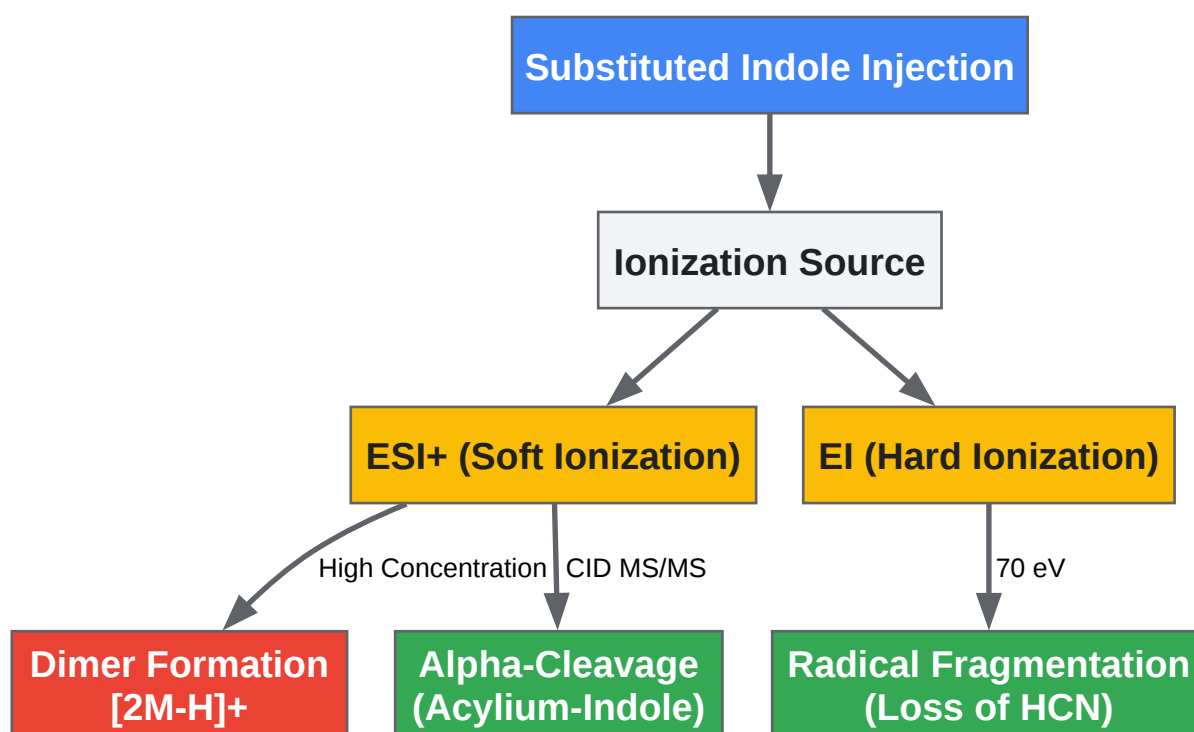 Substituted Indole Injection
Ionization Source
ESI+ (Soft Ionization)
EI (Hard Ionization)
High Concentration
CID MS/MS
70 eV
Dimer Formation
[2M-H]+
Alpha-Cleavage
(Acylium-Indole)
Radical Fragmentation
(Loss of HCN)